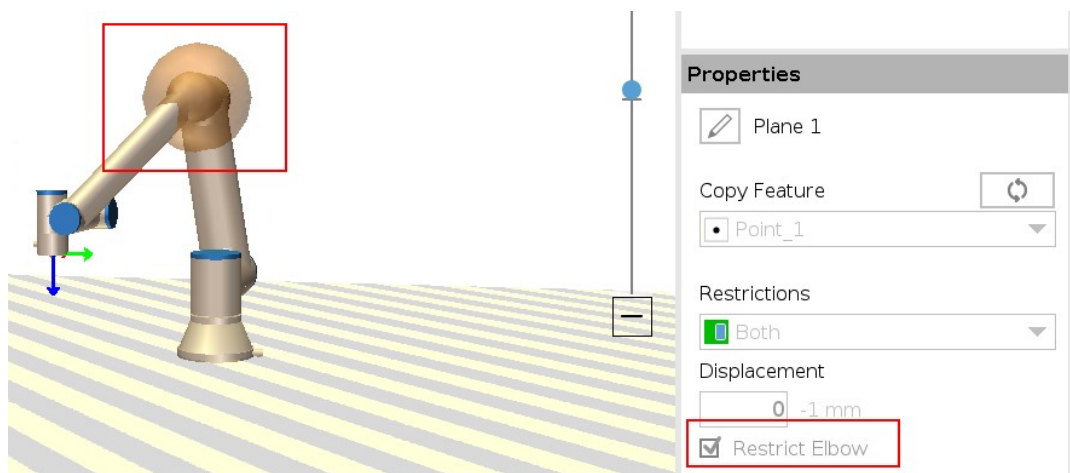 Properties
Plane 1
Copy Feature
Point_1
Restrictions
Both
Displacement
0 -1 mm
Restrict Elbow